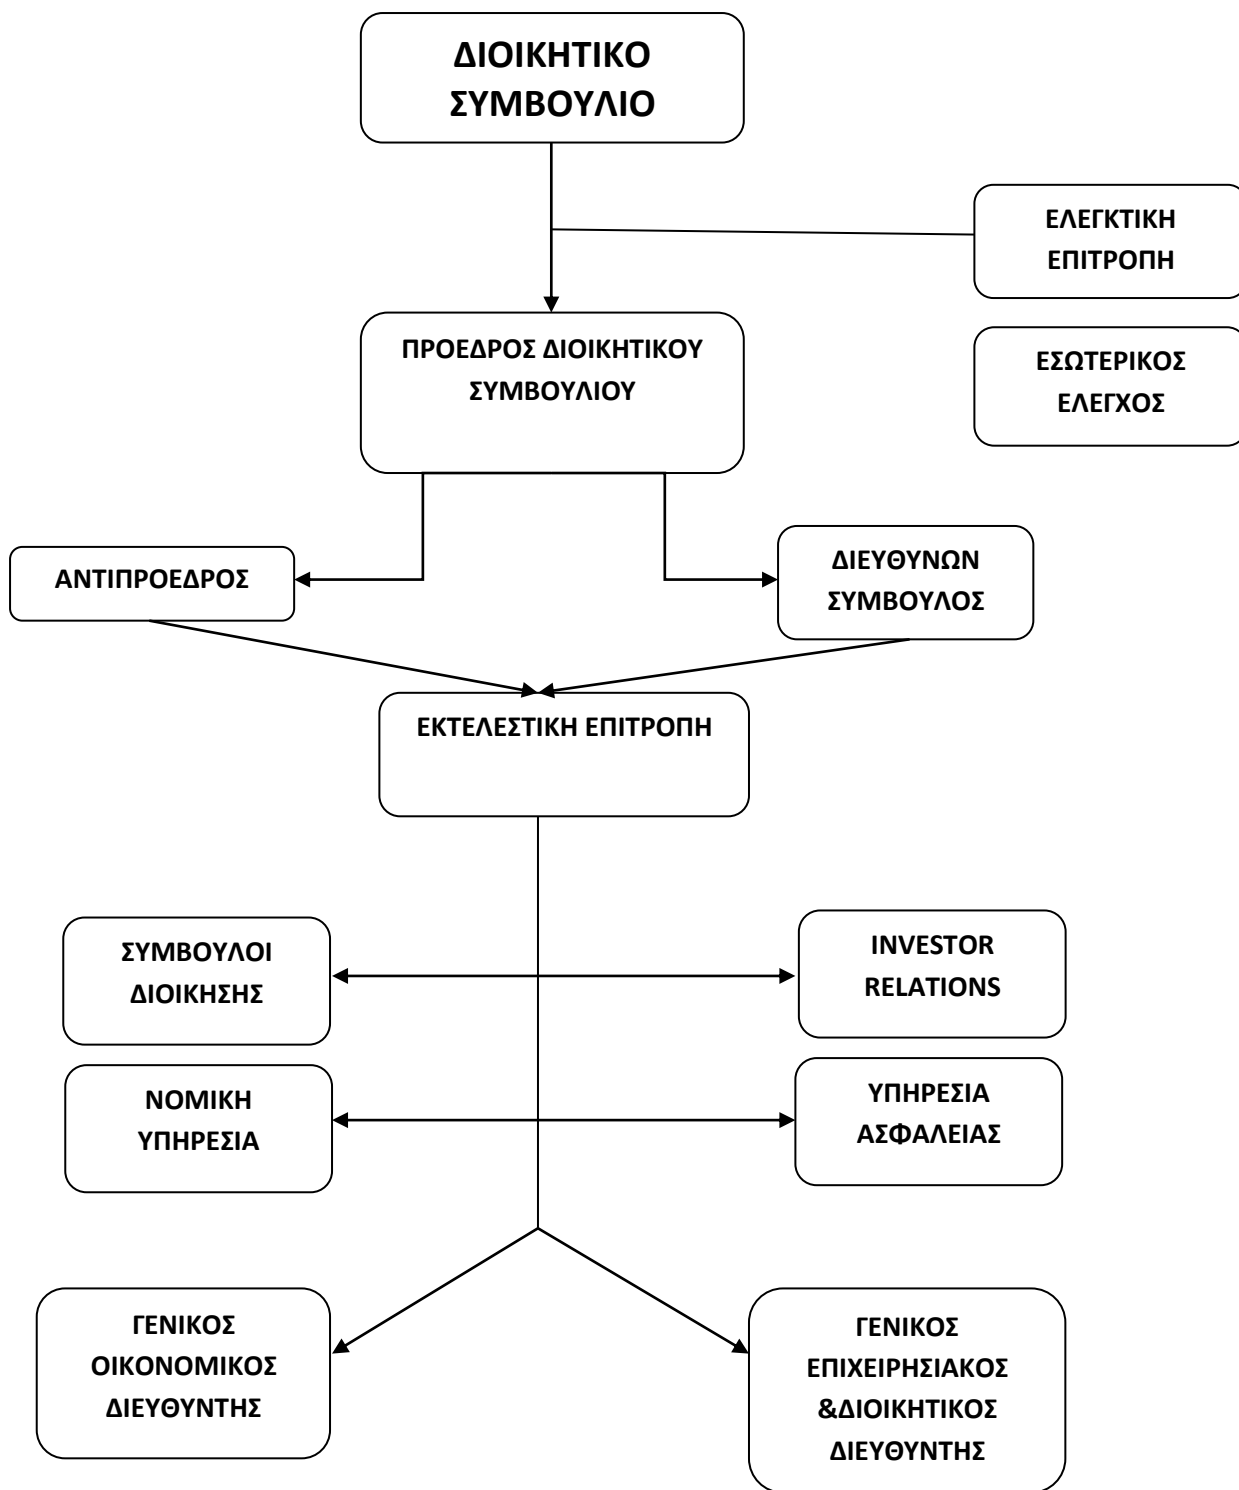 ΔΙΟΙΚΗΤΙΚΟ
ΣΥΜΒΟΥΛΙΟ
ΕΛΕΓΚΤΙΚΗ
ΕΠΙΤΡΟΠΗ
ΠΡΟΕΔΡΟΣ ΔΙΟΙΚΗΤΙΚΟΥ
ΣΥΜΒΟΥΛΙΟΥ
ΕΣΩΤΕΡΙΚΟΣ
ΕΛΕΓΧΟΣ
ΑΝΤΙΠΡΟΕΔΡΟΣ
ΔΙΕΥΘΥΝΩΝ
ΣΥΜΒΟΥΛΟΣ
ΕΚΤΕΛΕΣΤΙΚΗ ΕΠΙΤΡΟΠΗ
ΣΥΜΒΟΥΛΟΙ
ΔΙΟΙΚΗΣΗΣ
INVESTOR
RELATIONS
ΝΟΜΙΚΗ
ΥΠΗΡΕΣΙΑ
ΥΠΗΡΕΣΙΑ
ΑΣΦΑΛΕΙΑΣ
ΓΕΝΙΚΟΣ
ΟΙΚΟΝΟΜΙΚΟΣ
ΔΙΕΥΘΥΝΤΗΣ
ΓΕΝΙΚΟΣ
ΕΠΙΧΕΙΡΗΣΙΑΚΟΣ
&ΔΙΟΙΚΗΤΙΚΟΣ
ΔΙΕΥΘΥΝΤΗΣ